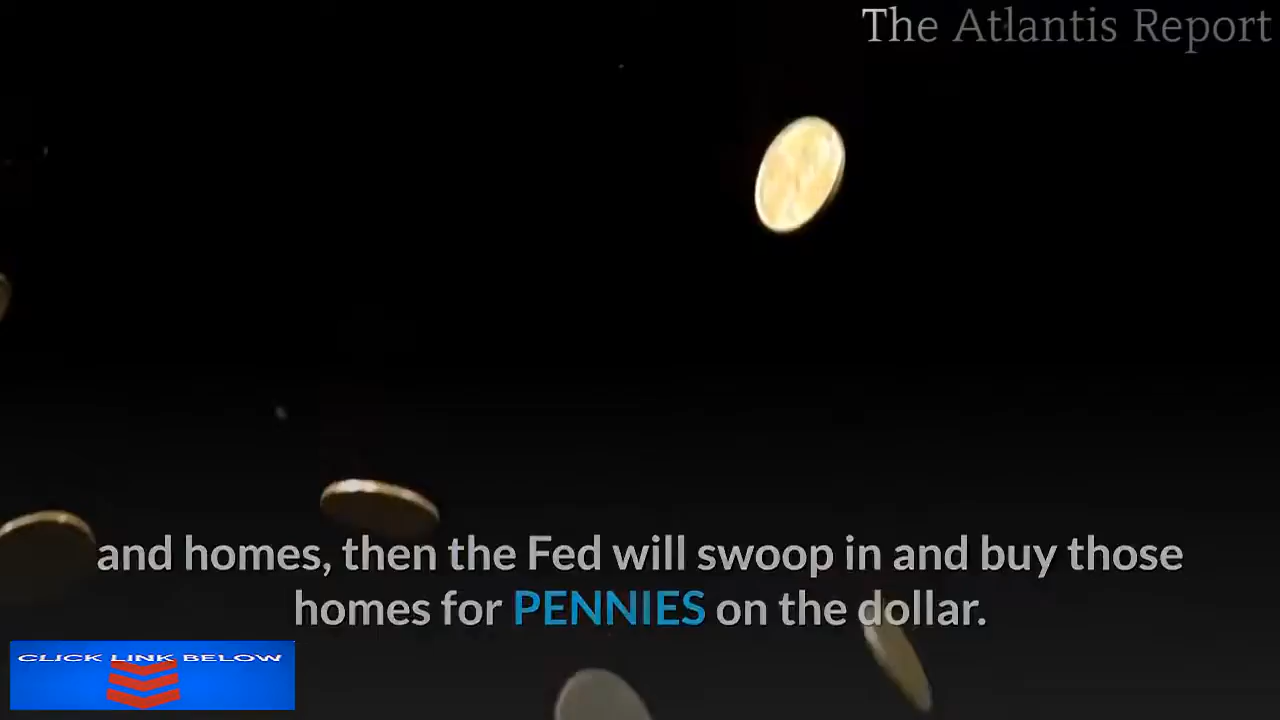 The Atlantis Report
and homes, then the Fed will swoop in and buy those
homes for PENNIES on the dollar.
CLICK LINK BELOW